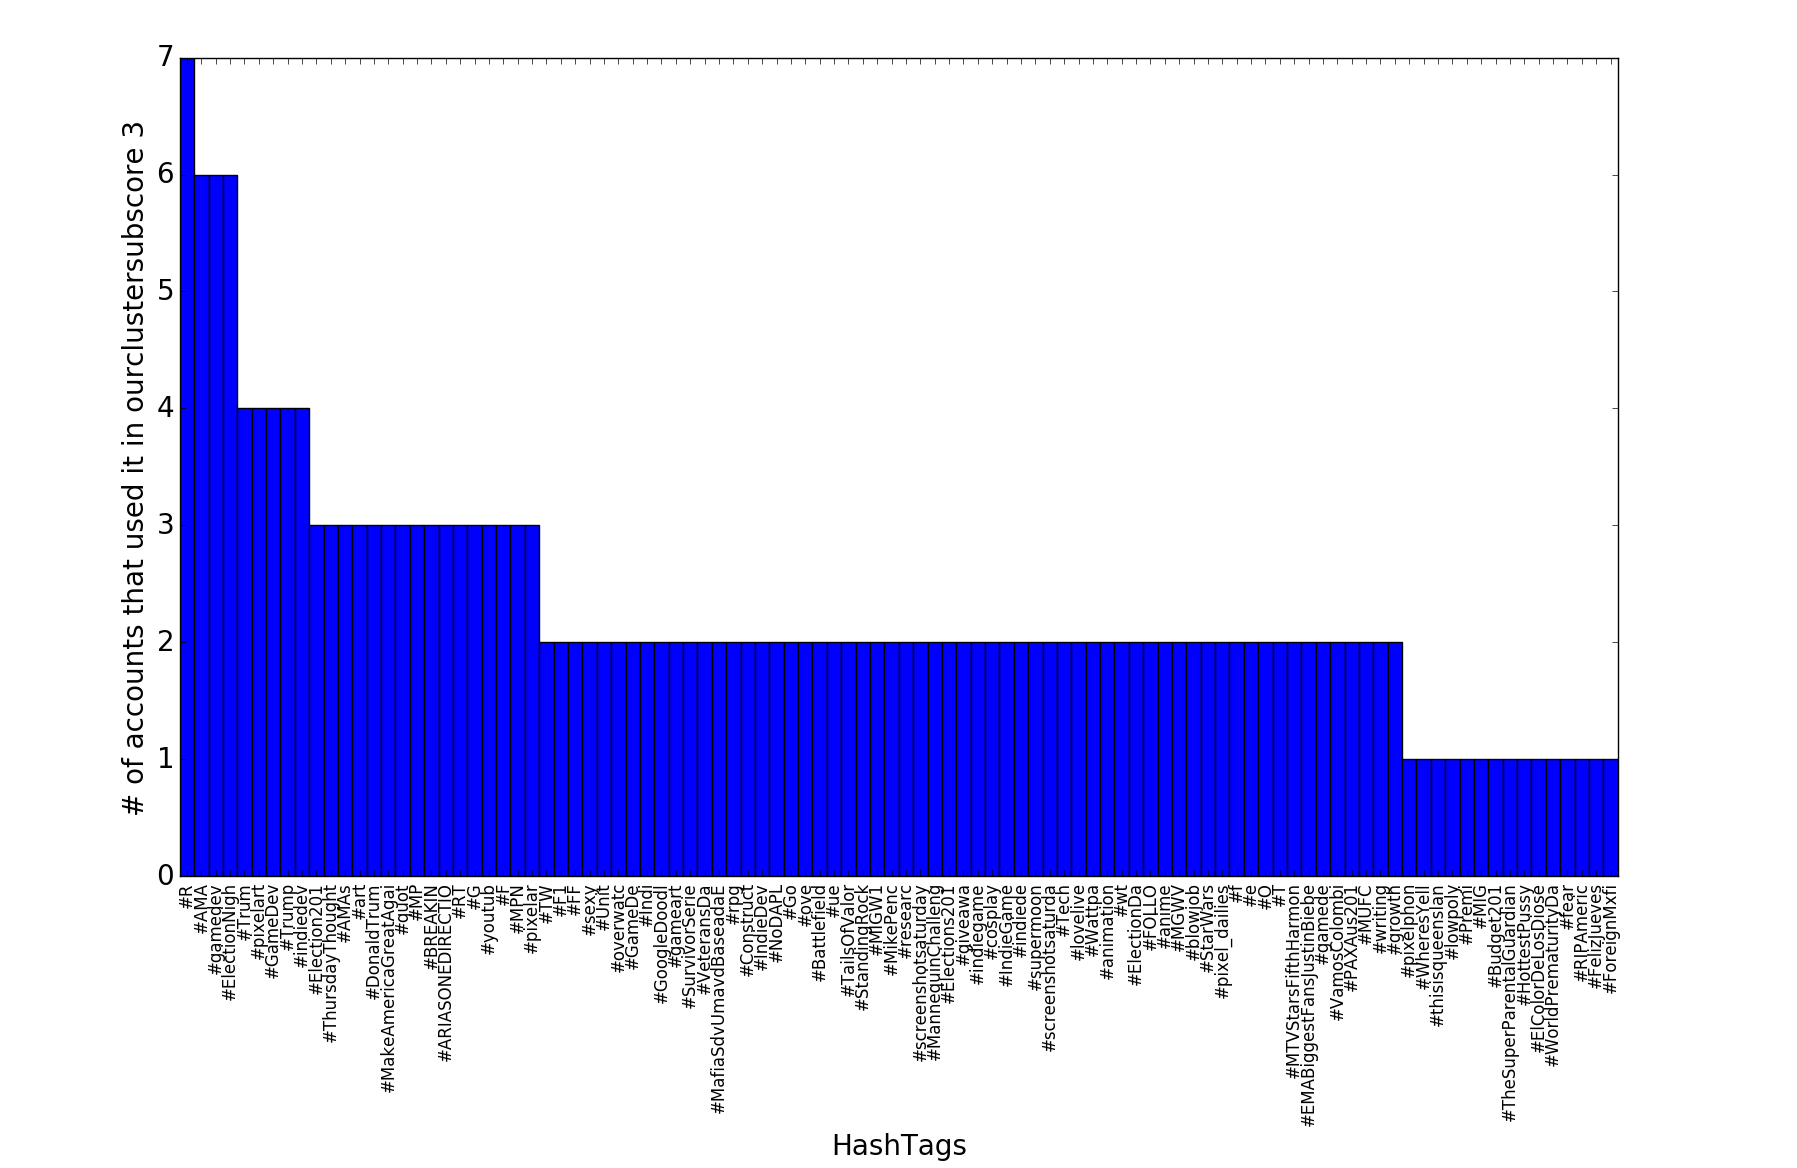 7
6
5
4
3
2
1
0
# of accounts that used it in ourclustersubscore 3
#R
#AMA
#gamedev
#ElectionNigh
#Trum
#pixelart
#GameDev
#Trump
#indiedev
#Election201
#ThursdayThought
#AMAs
#art
#DonaldTrum
#MakeAmericaGreatAgai
#quot
#MP
#BREAKIN
#ARIASONEDIRECTIO
#RT
#G
#youtub
#F
#MPN
#pixelar
#TW
#F1
#FF
#sexy
#Unit
#overwatc
#GameDe
#Indi
#GoogleDoodl
#gameart
#SurvivorSerie
#VeteransDa
#MafiaSdvUmavdBaseadaE
#rpg
#Construct
#IndieDev
#NoDAPL
#Go
#ove
#Battlefield
#ue
#TailsOfValor
#StandingRock
#MIGW1
#MikePenc
#researc
#screenshotsaturday
#MannequinChalleng
#Elections201
#giveawa
#indiegame
#cosplay
#IndieGame
#indiede
#supermoon
#screenshotsaturda
#Tech
#lovelive
#Wattpa
#animation
#wt
#ElectionDa
#FOLLO
#anime
#MGWV
#blowjob
#StarWars
#pixel_dailies
#f
#e
#O
#T
#MTVStarsFifthHarmon
#EMABiggestFansJustinBiebe
#gamede
#VamosColombi
#PAXAus201
#MUFC
#writing
#growth
#pixelphon
#WheresYell
#thisisqueenslan
#lowpoly
#Premi
#MIG
#Budget201
#TheSuperParentalGuardian
#HottestPussy
#ElColorDeLosDiose
#WorldPrematurityDa
#fear
#RIPAmeric
#FelizJueves
#ForeignMxfi
HashTags